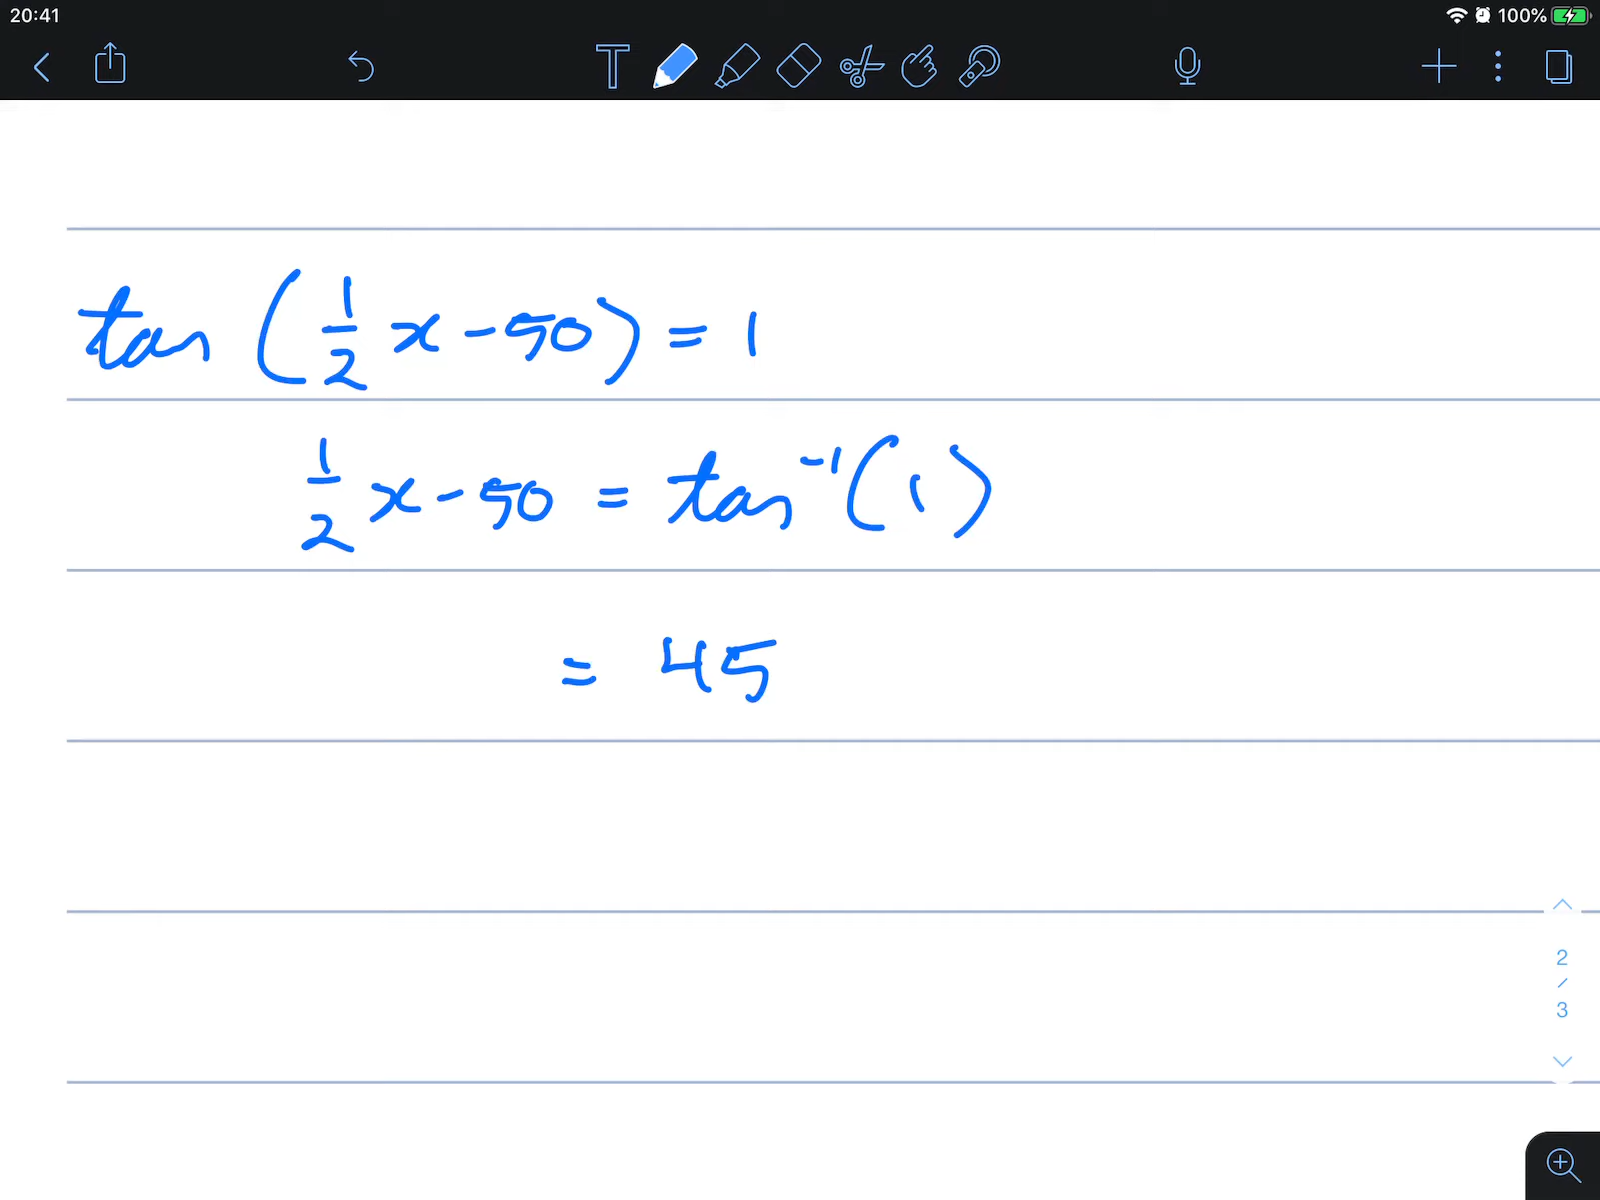 20:41 100%
T
tan (1/2 x - 50) = 1
1/2 x - 50 = tan⁻¹(1)
= 45
2
/
3